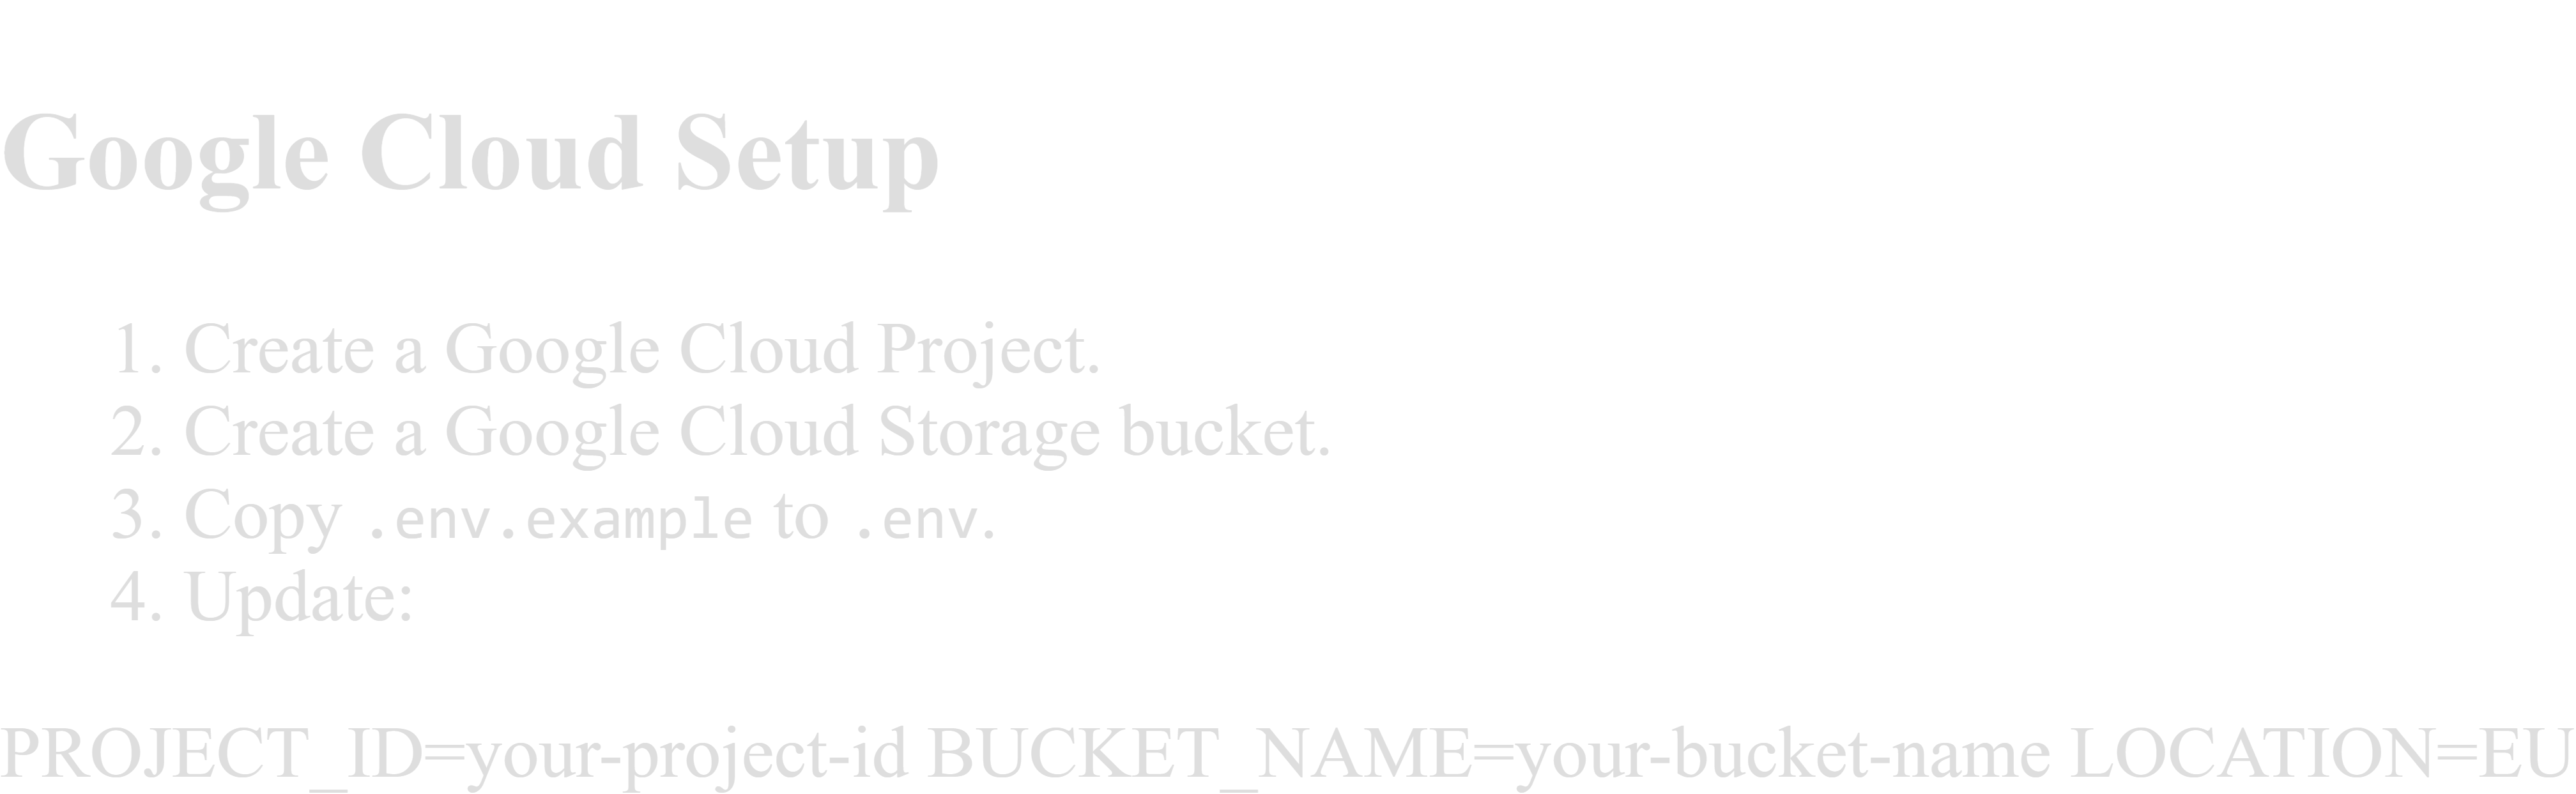 Google Cloud Setup
1. Create a Google Cloud Project.
2. Create a Google Cloud Storage bucket.
3. Copy .env.example to .env.
4. Update:
PROJECT_ID=your-project-id BUCKET_NAME=your-bucket-name LOCATION=EU